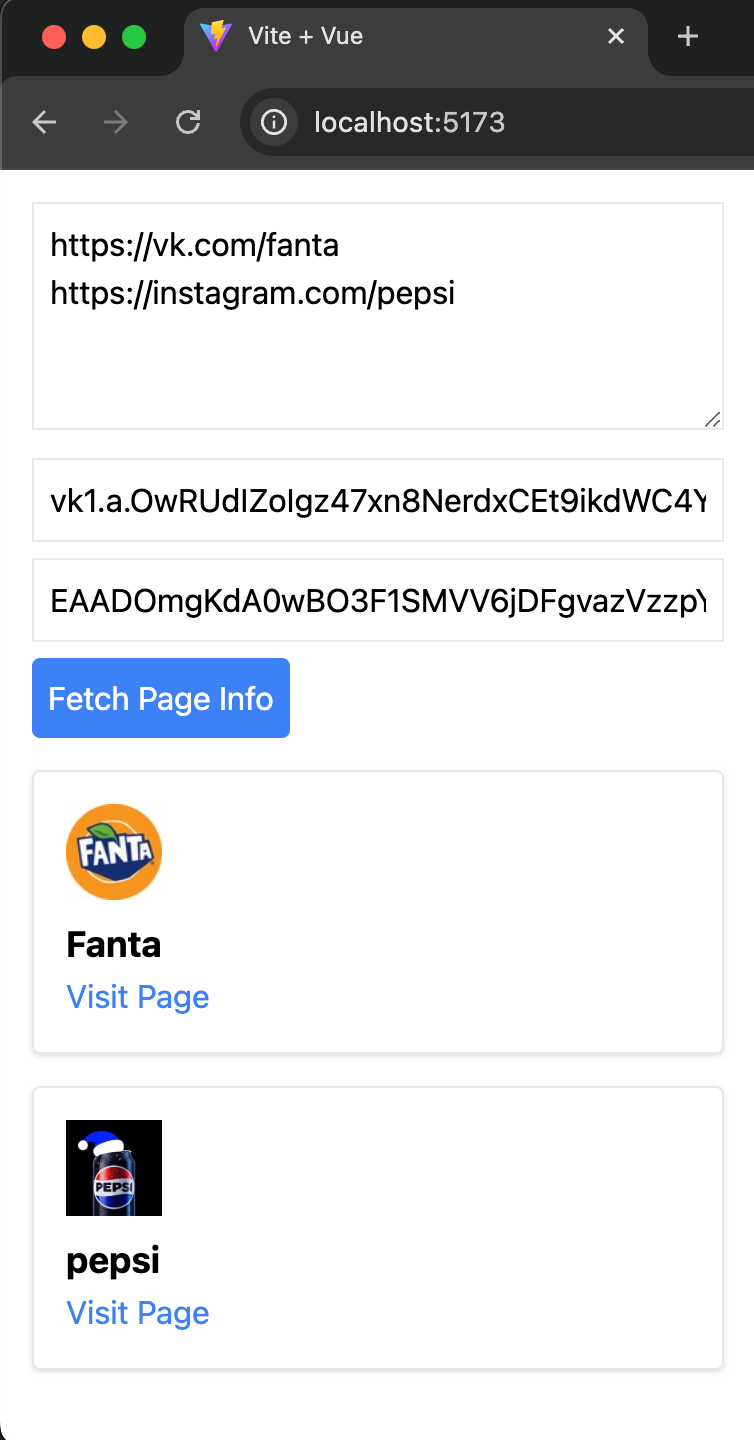 Vite + Vue
localhost:5173
https://vk.com/fanta
https://instagram.com/pepsi
vk1.a.OwRUdIZoIgz47xn8NerdxCEt9ikdWC4Y
EAADOmgKdA0wBO3F1SMVV6jDFgvazVzzpY
Fetch Page Info
FANTA
Fanta
Visit Page
PEPSI
pepsi
Visit Page